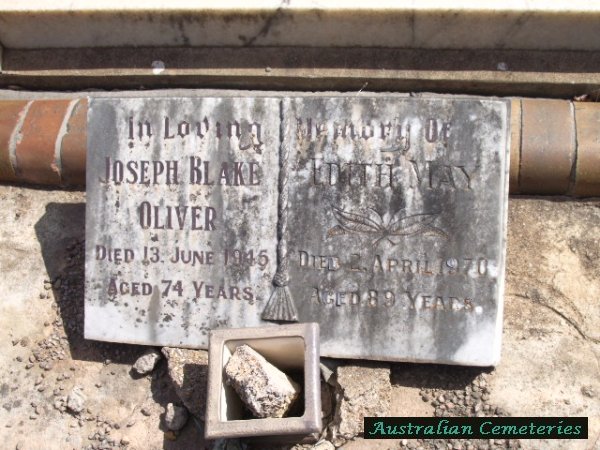 In Loving Memory Of
JOSEPH BLAKE
OLIVER
DIED 13. JUNE 1946
AGED 74 YEARS.
EDITH MAY
DIED 2. APRIL 1970
AGED 89 YEARS.
Australian Cemeteries